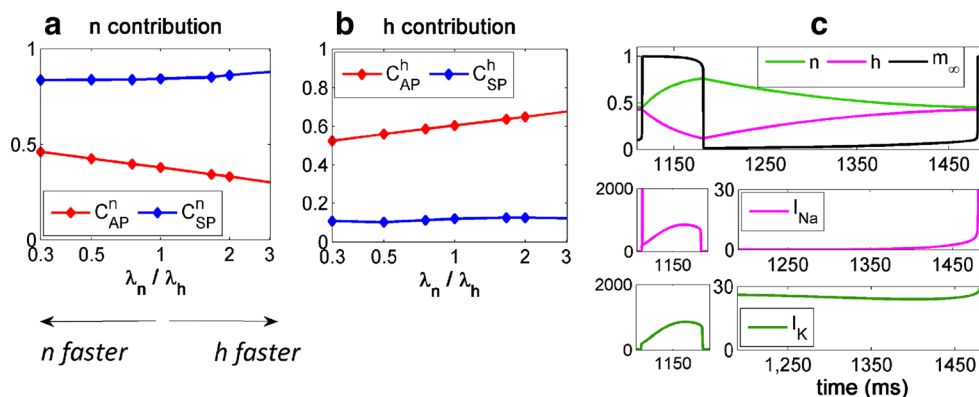 a n contribution
1
0.5
0
C^n_AP C^n_SP
0.3 0.5 1 2 3
λn / λh
n faster h faster
b h contribution
1
0.8
0.6
0.4
0.2
0
C^h_AP C^h_SP
0.3 0.5 1 2 3
λn / λh
c
n h m∞
1
0.5
0
1150 1250 1350 1450
2000
0
1150
30
0
I_Na
1250 1350 1450
2000
0
1150
30
0
I_K
1,250 1350 1450
time (ms)